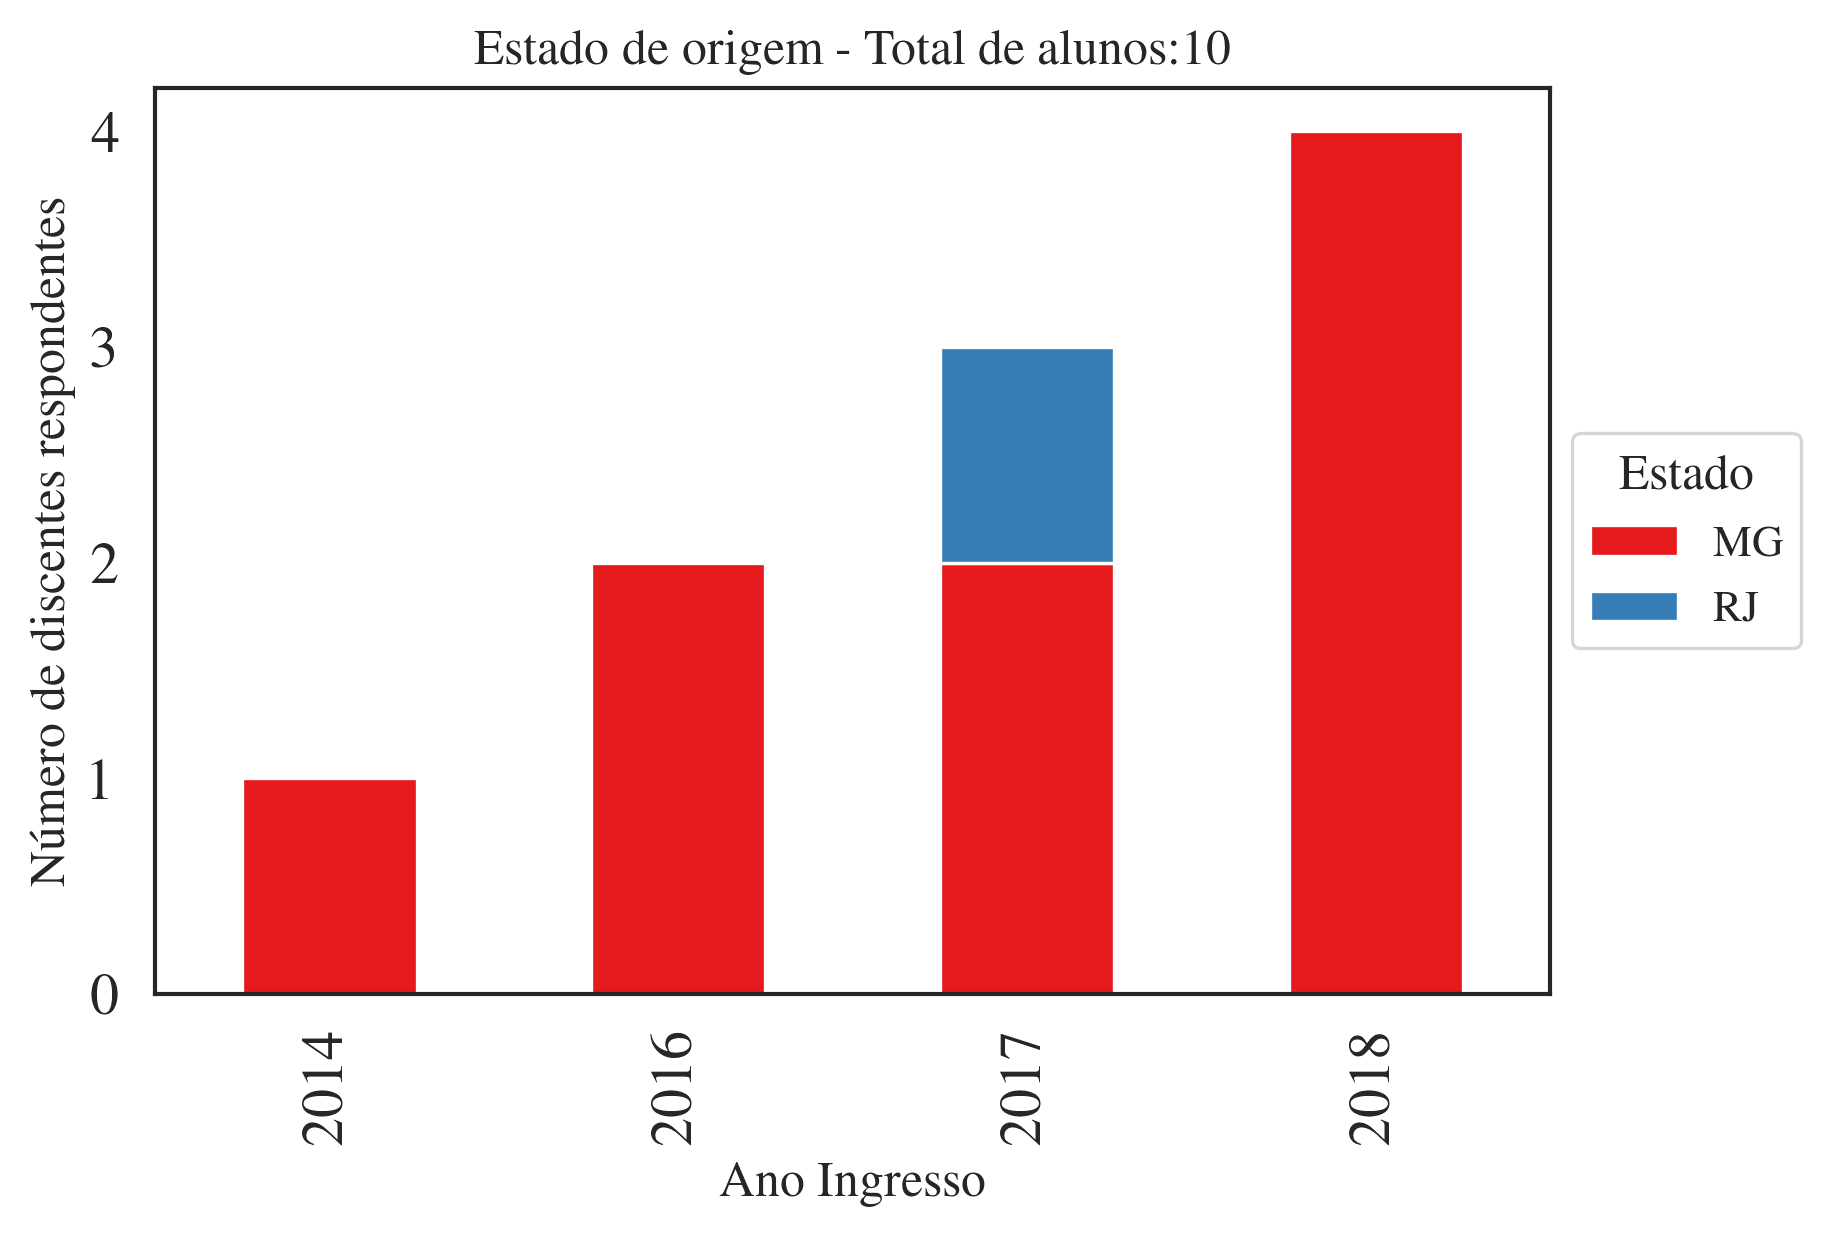 Estado de origem - Total de alunos:10
Número de discentes respondentes
4
3
2
1
0
2014
2016
2017
2018
Ano Ingresso
Estado
MG
RJ